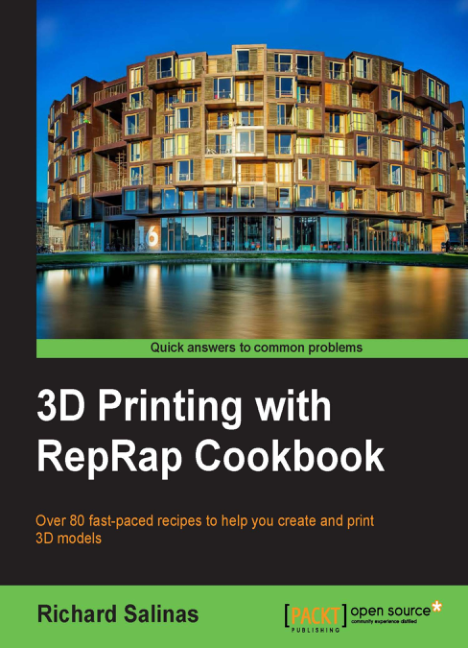 16
Quick answers to common problems
3D Printing with
RepRap Cookbook
Over 80 fast-paced recipes to help you create and print
3D models
Richard Salinas
[PACKT] open source*
PUBLISHING community experience distilled